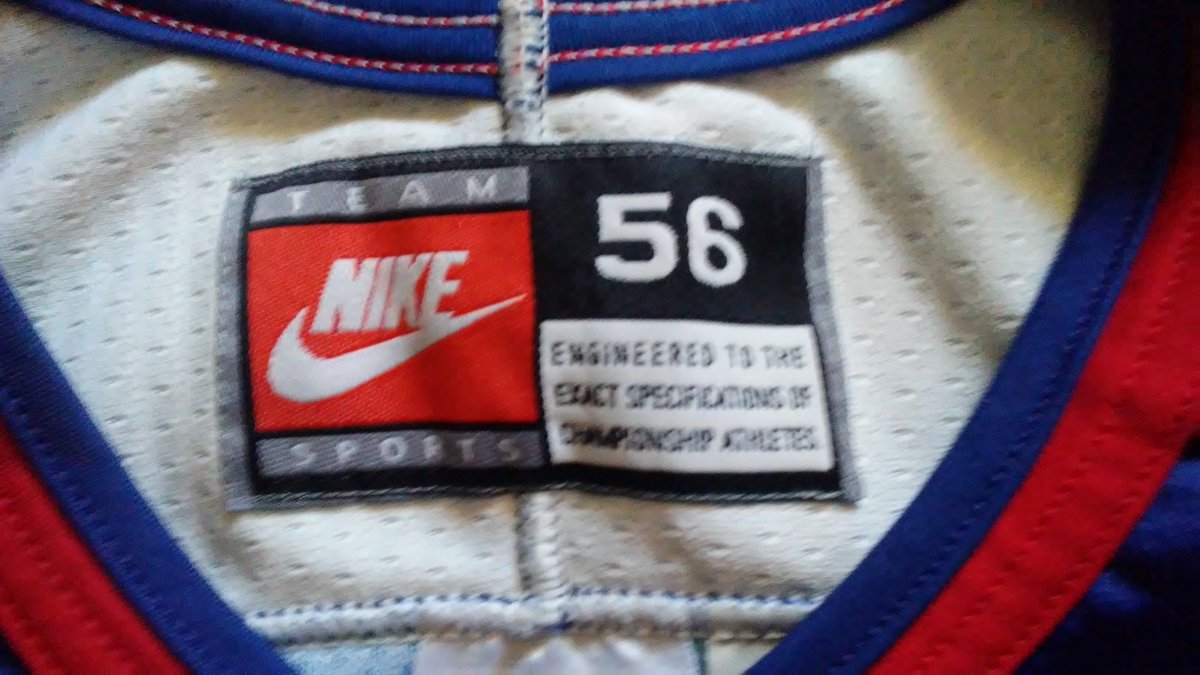 TEAM
NIKE
SPORTS
56
ENGINEERED TO THE
EXACT SPECIFICATIONS OF
CHAMPIONSHIP ATHLETES.